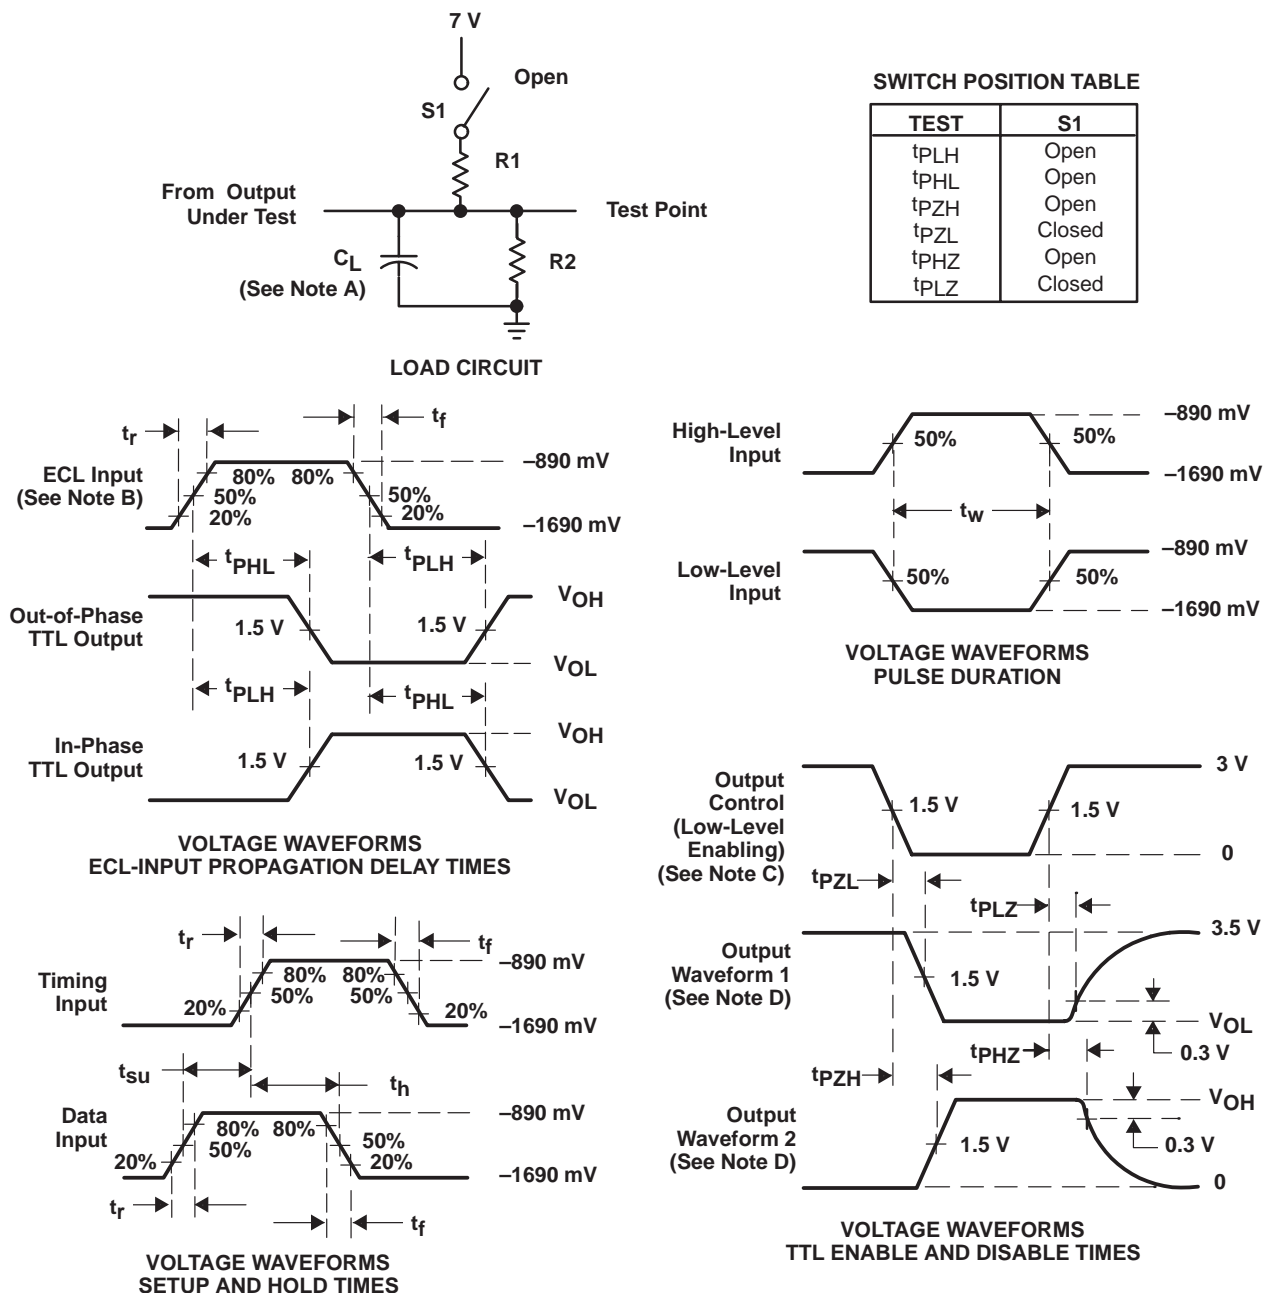 7 V
Open
S1
R1
From Output
Under Test
Test Point
CL
(See Note A)
R2
LOAD CIRCUIT
SWITCH POSITION TABLE
TEST S1
tPLH Open
tPHL Open
tPZH Open
tPZL Closed
tPHZ Open
tPLZ Closed
tr
tf
ECL Input
(See Note B)
80% 80%
50% 50%
20% 20%
–890 mV
–1690 mV
tPHL tPLH
Out-of-Phase
TTL Output
1.5 V 1.5 V
VOH
VOL
tPLH tPHL
In-Phase
TTL Output
1.5 V 1.5 V
VOH
VOL
VOLTAGE WAVEFORMS
ECL-INPUT PROPAGATION DELAY TIMES
High-Level
Input
50% 50%
–890 mV
–1690 mV
tw
Low-Level
Input
50% 50%
–890 mV
–1690 mV
VOLTAGE WAVEFORMS
PULSE DURATION
tr tf
Timing
Input
80% 80%
50% 50%
20% 20%
–890 mV
–1690 mV
tsu
th
Data
Input
80% 80%
50% 50%
20% 20%
–890 mV
–1690 mV
tr
tf
VOLTAGE WAVEFORMS
SETUP AND HOLD TIMES
Output
Control
(Low-Level
Enabling)
(See Note C)
1.5 V 1.5 V
3 V
0
tPZL
tPLZ
Output
Waveform 1
(See Note D)
1.5 V
3.5 V
VOL
0.3 V
tPHZ
tPZH
Output
Waveform 2
(See Note D)
1.5 V
VOH
0.3 V
0
VOLTAGE WAVEFORMS
TTL ENABLE AND DISABLE TIMES